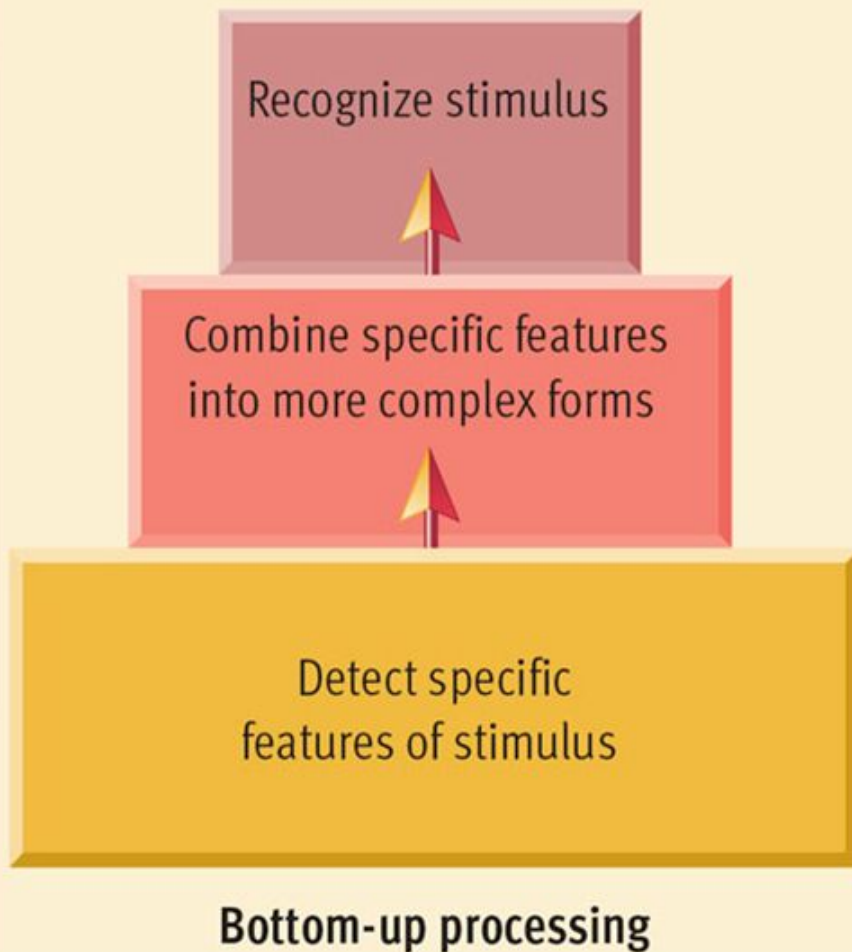 Recognize stimulus
Combine specific features
into more complex forms
Detect specific
features of stimulus
Bottom-up processing